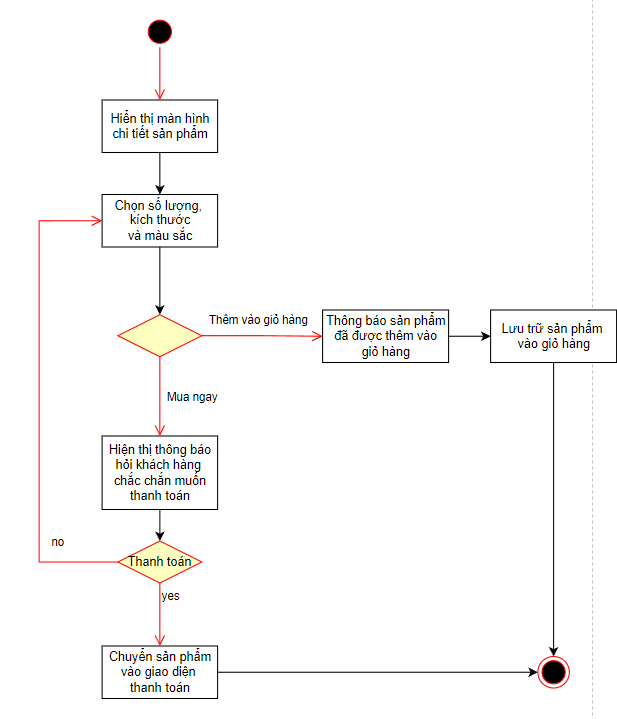 Hiển thị màn hình
chi tiết sản phẩm
Chọn số lượng,
kích thước
và màu sắc
Thêm vào giỏ hàng
Thông báo sản phẩm
đã được thêm vào
giỏ hàng
Lưu trữ sản phẩm
vào giỏ hàng
Mua ngay
Hiện thị thông báo
hỏi khách hàng
chắc chắn muốn
thanh toán
no
Thanh toán
yes
Chuyển sản phẩm
vào giao diện
thanh toán